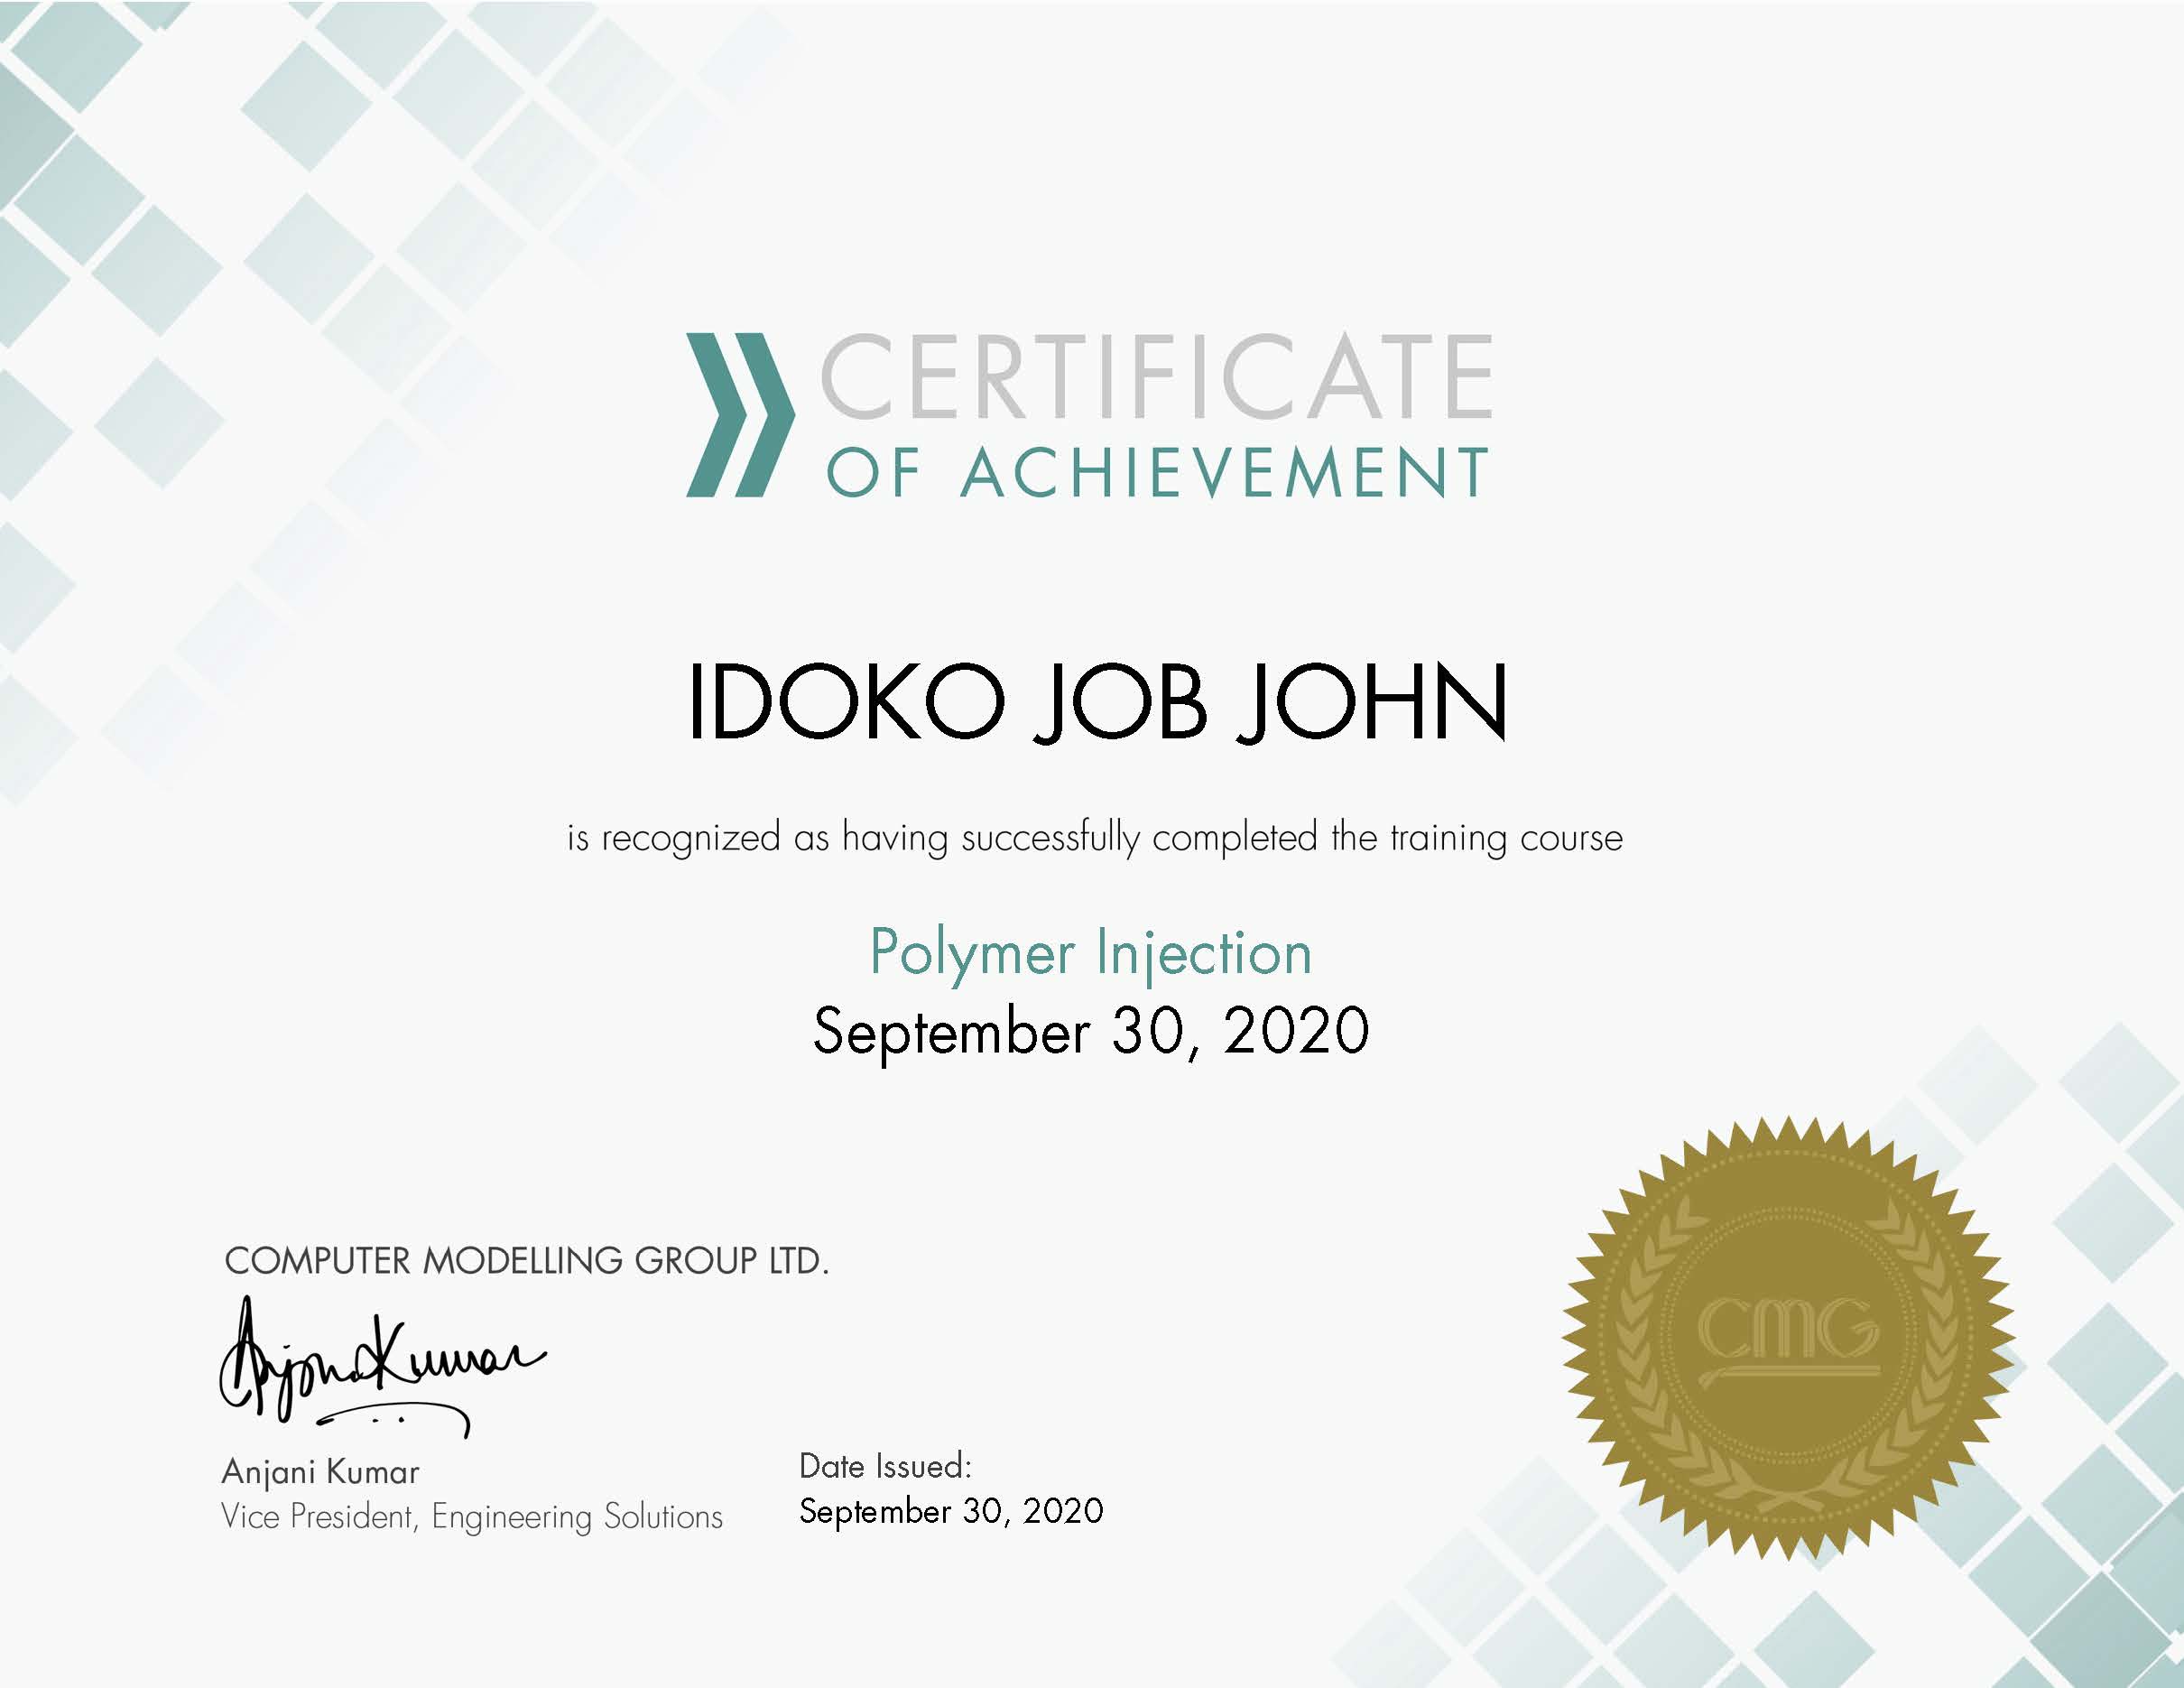 CERTIFICATE
OF ACHIEVEMENT
IDOKO JOB JOHN
is recognized as having successfully completed the training course
Polymer Injection
September 30, 2020
COMPUTER MODELLING GROUP LTD.
Anjani Kumar
Anjani Kumar
Vice President, Engineering Solutions
Date Issued:
September 30, 2020
CMG